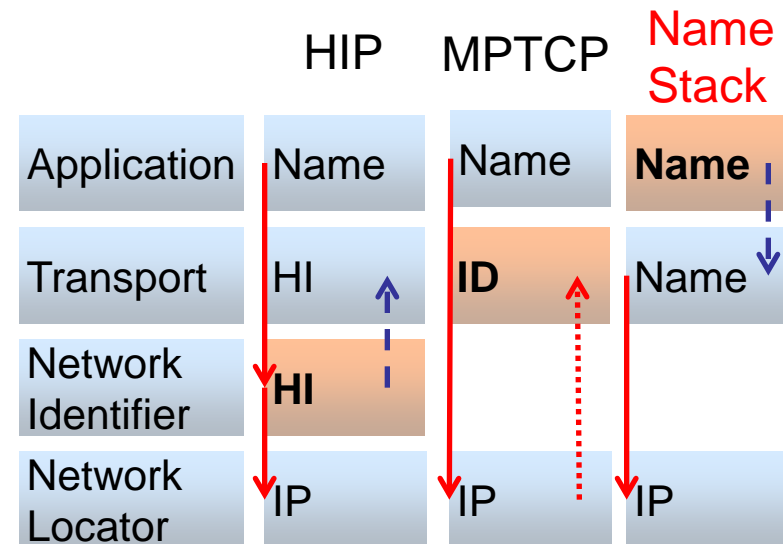 HIP MPTCP Name
Stack
Application Name Name Name
Transport HI ID Name
Network
Identifier HI
Network
Locator IP IP IP